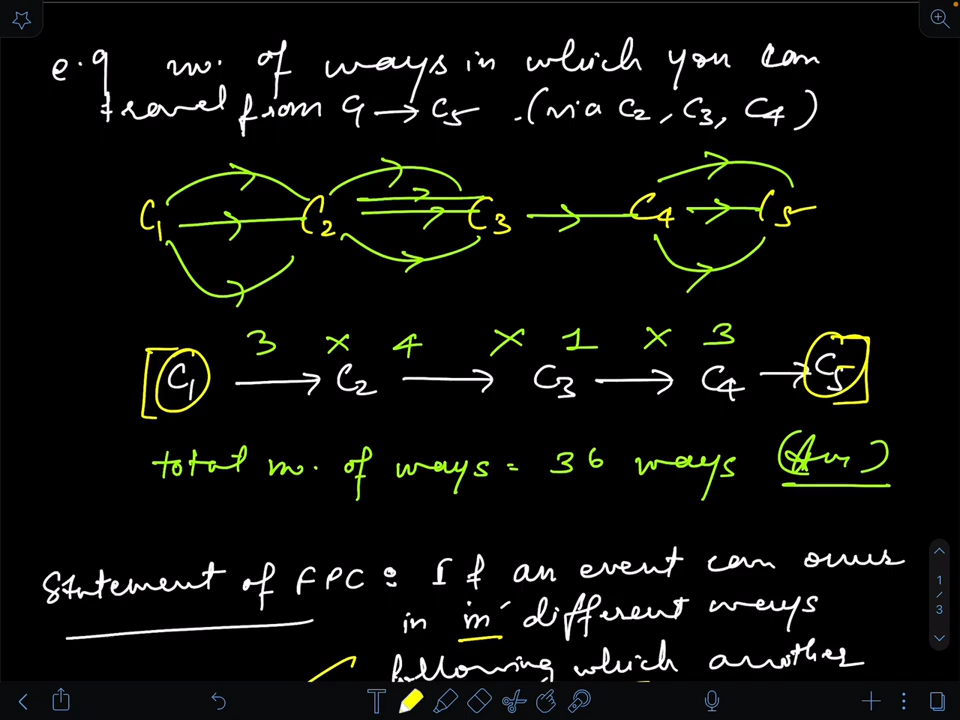 e.g no. of ways in which you can
travel from C1 → C5 . (via C2, C3, C4)
C1 C2 C3 C4 C5
3 × 4 × 1 × 3
[C1 → C2 → C3 → C4 → C5]
total no. of ways = 36 ways (Ans)
Statement of FPC : If an event can occur
in 'm' different ways
following which another
1
/
3
T